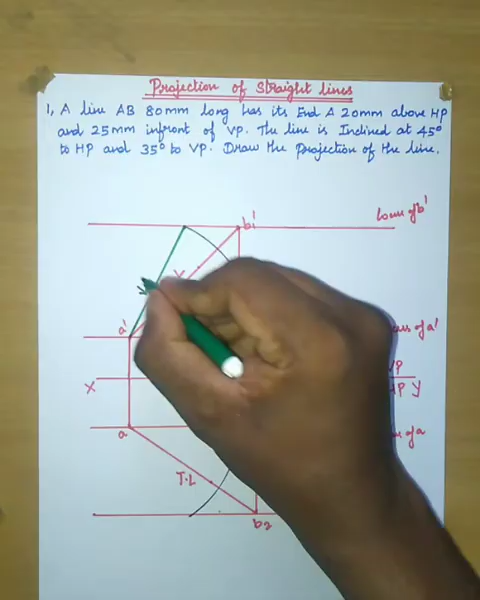 Projection of Straight lines
1, A line AB 80mm long has its End A 20mm above HP
and 25mm infront of VP. The line is Inclined at 45°
to HP and 35° to VP. Draw the Projection of the line.
b1'
locus of b'
a'
of a'
VP
X
HP Y
a
of a
T.L
b2